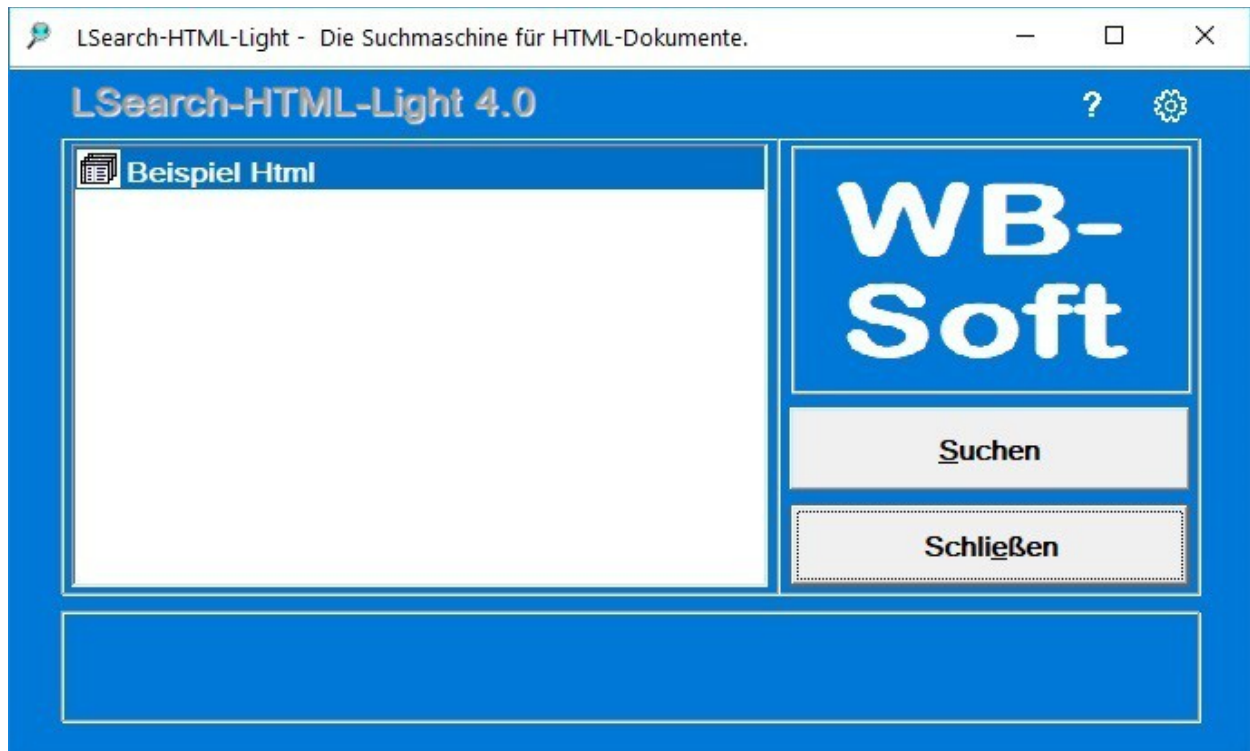 LSearch-HTML-Light - Die Suchmaschine für HTML-Dokumente.
LSearch-HTML-Light 4.0
?
Beispiel Html
WB-
Soft
Suchen
Schließen